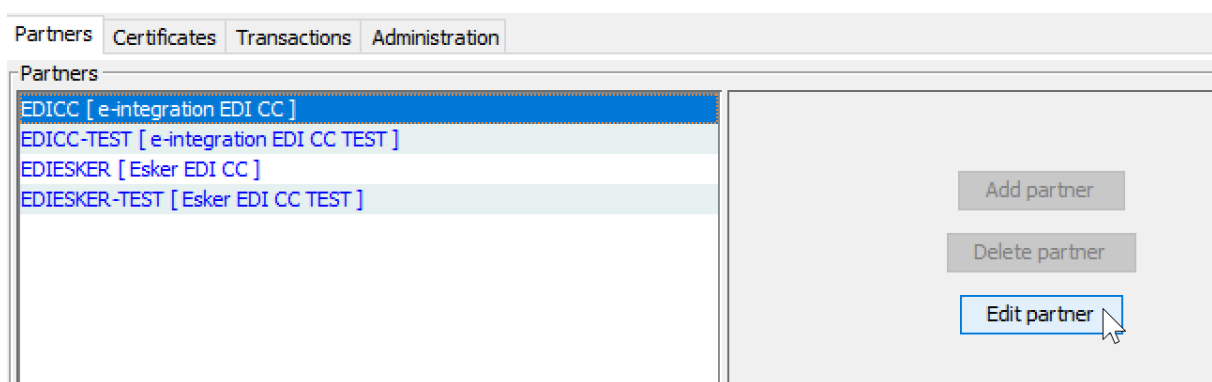 Partners Certificates Transactions Administration
Partners
EDICC [ e-integration EDI CC ]
EDICC-TEST [ e-integration EDI CC TEST ]
EDIESKER [ Esker EDI CC ]
EDIESKER-TEST [ Esker EDI CC TEST ]
Add partner
Delete partner
Edit partner